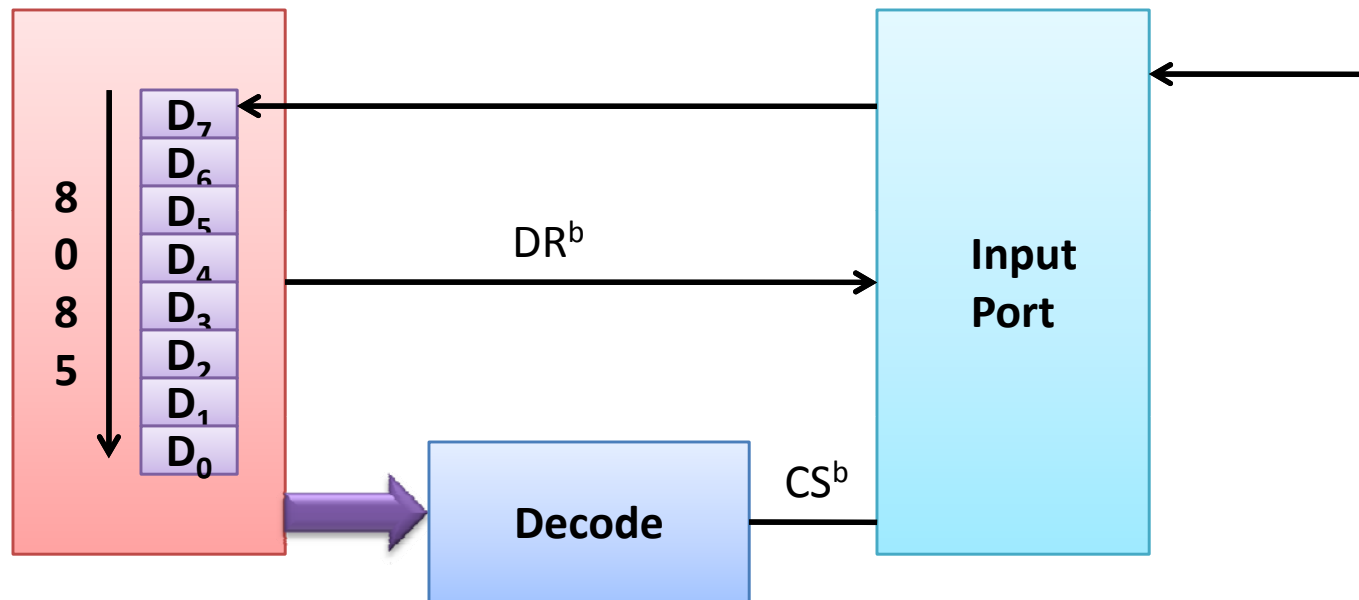 8
0
8
5
D₇
D₆
D₅
D₄
D₃
D₂
D₁
D₀
DRᵇ
Input
Port
Decode
CSᵇ